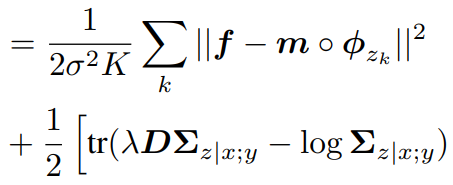 = \frac{1}{2\sigma^2 K} \sum_k ||\boldsymbol{f} - \boldsymbol{m} \circ \boldsymbol{\phi}_{z_k}||^2
+ \frac{1}{2} \Big[ \text{tr}(\lambda \boldsymbol{D} \boldsymbol{\Sigma}_{z|x;y} - \log \boldsymbol{\Sigma}_{z|x;y})